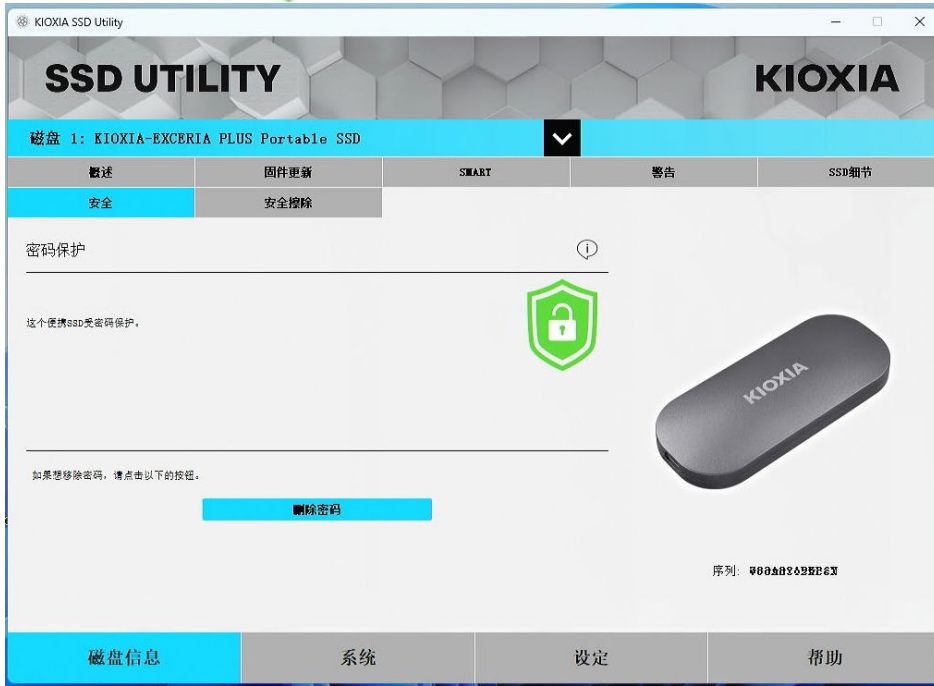 KIOXIA SSD Utility
SSD UTILITY
KIOXIA
磁盘 1: KIOXIA-EXCERIA PLUS Portable SSD
概述 固件更新 SMART 警告 SSD细节
安全 安全擦除
密码保护
这个便携SSD受密码保护。
KIOXIA
如果想移除密码，请点击以下的按钮。
删除密码
序列:
磁盘信息 系统 设定 帮助